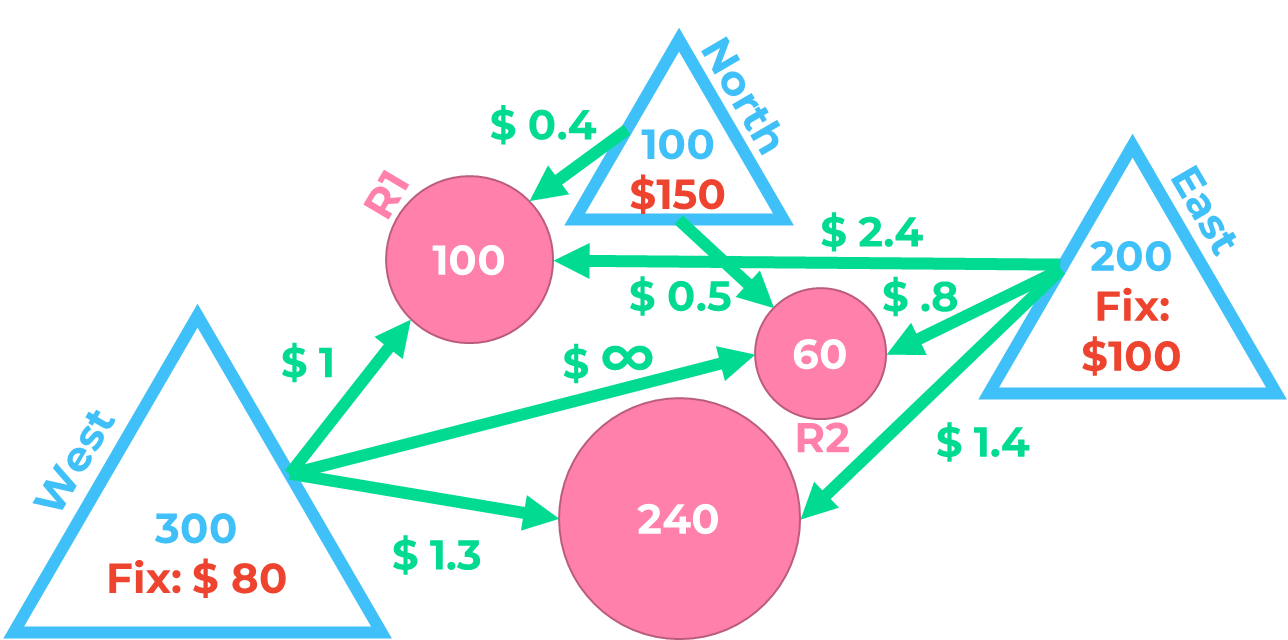 North
$ 0.4
100
$150
R1
100
East
200
Fix:
$100
$ 2.4
$ 0.5
$ .8
$ 1
$ ∞
60
R2
$ 1.4
West
300
Fix: $ 80
240
$ 1.3